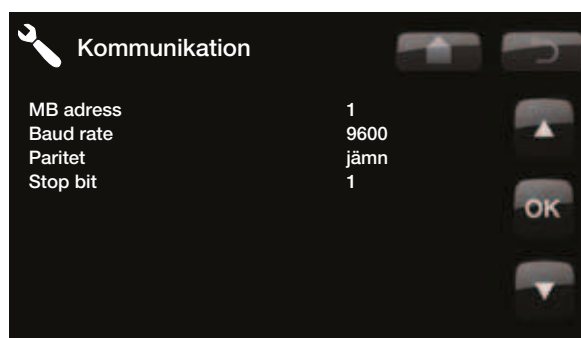 Kommunikation
MB adress 1
Baud rate 9600
Paritet jämn
Stop bit 1
OK